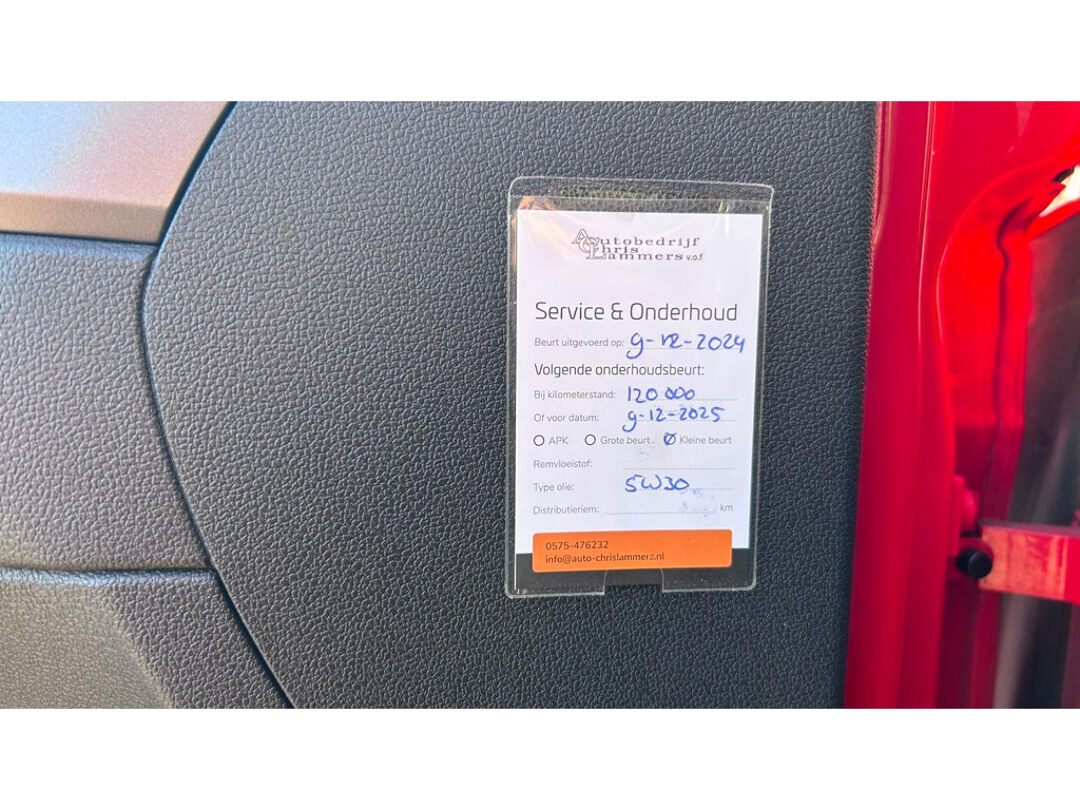 Autobedrijf
Chris
Lammers v.o.f
Service & Onderhoud
Beurt uitgevoerd op: 9-12-2024
Volgende onderhoudsbeurt:
Bij kilometerstand: 120.000
Of voor datum: 9-12-2025
APK Grote beurt Kleine beurt
Remvloeistof:
Type olie: 5W30
Distributieriem: km
0575-476232
info@auto-chrislammers.nl